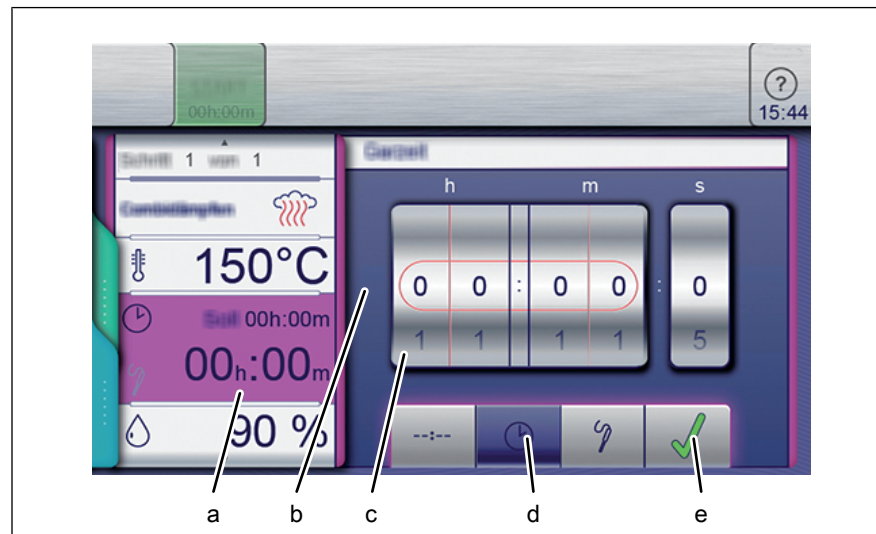 00h:00m
?
15:44
1 1
Garzeit
h m s
150°C
00h:00m
00h:00m
90 %
0 0 : 0 0 : 0
1 1 1 1 5
--:--
a b c d e